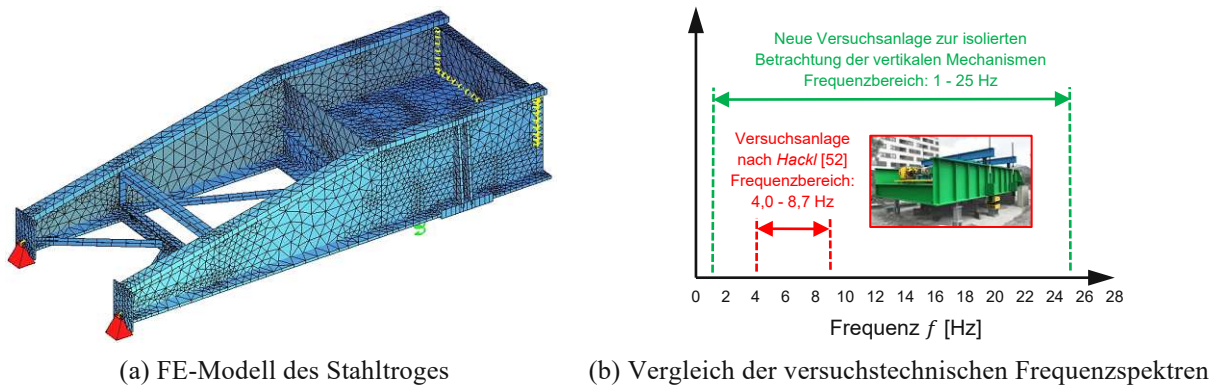 Neue Versuchsanlage zur isolierten
Betrachtung der vertikalen Mechanismen
Frequenzbereich: 1 - 25 Hz
Versuchsanlage
nach Hackl [52]
Frequenzbereich:
4,0 - 8,7 Hz
0 2 4 6 8 10 12 14 16 18 20 22 24 26 28
Frequenz f [Hz]
(a) FE-Modell des Stahltroges
(b) Vergleich der versuchstechnischen Frequenzspektren